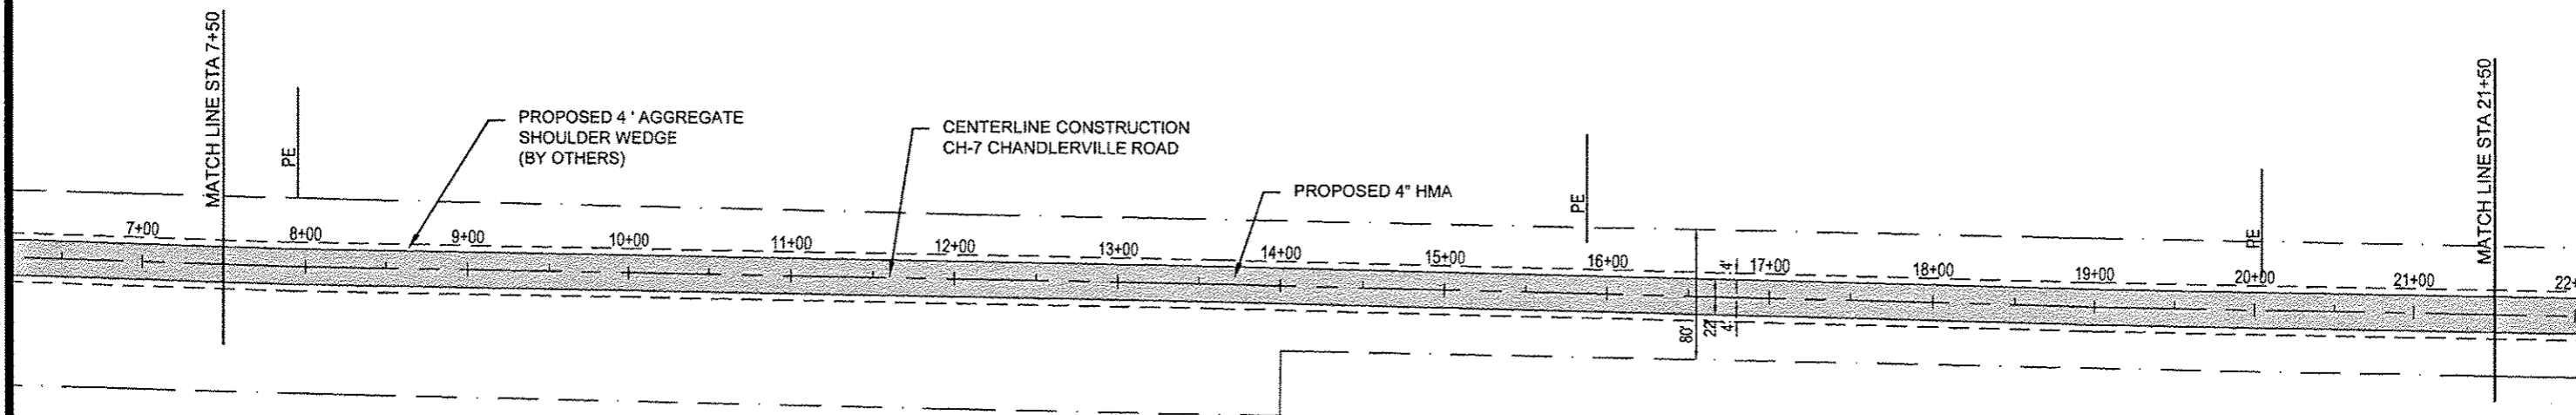 MATCH LINE STA 7+50
PE
PROPOSED 4 ' AGGREGATE
SHOULDER WEDGE
(BY OTHERS)
CENTERLINE CONSTRUCTION
CH-7 CHANDLERVILLE ROAD
PROPOSED 4" HMA
PE
PE
MATCH LINE STA 21+50
7+00
8+00
9+00
10+00
11+00
12+00
13+00
14+00
15+00
16+00
17+00
18+00
19+00
20+00
21+00
22+
80'
22'
4'
4'